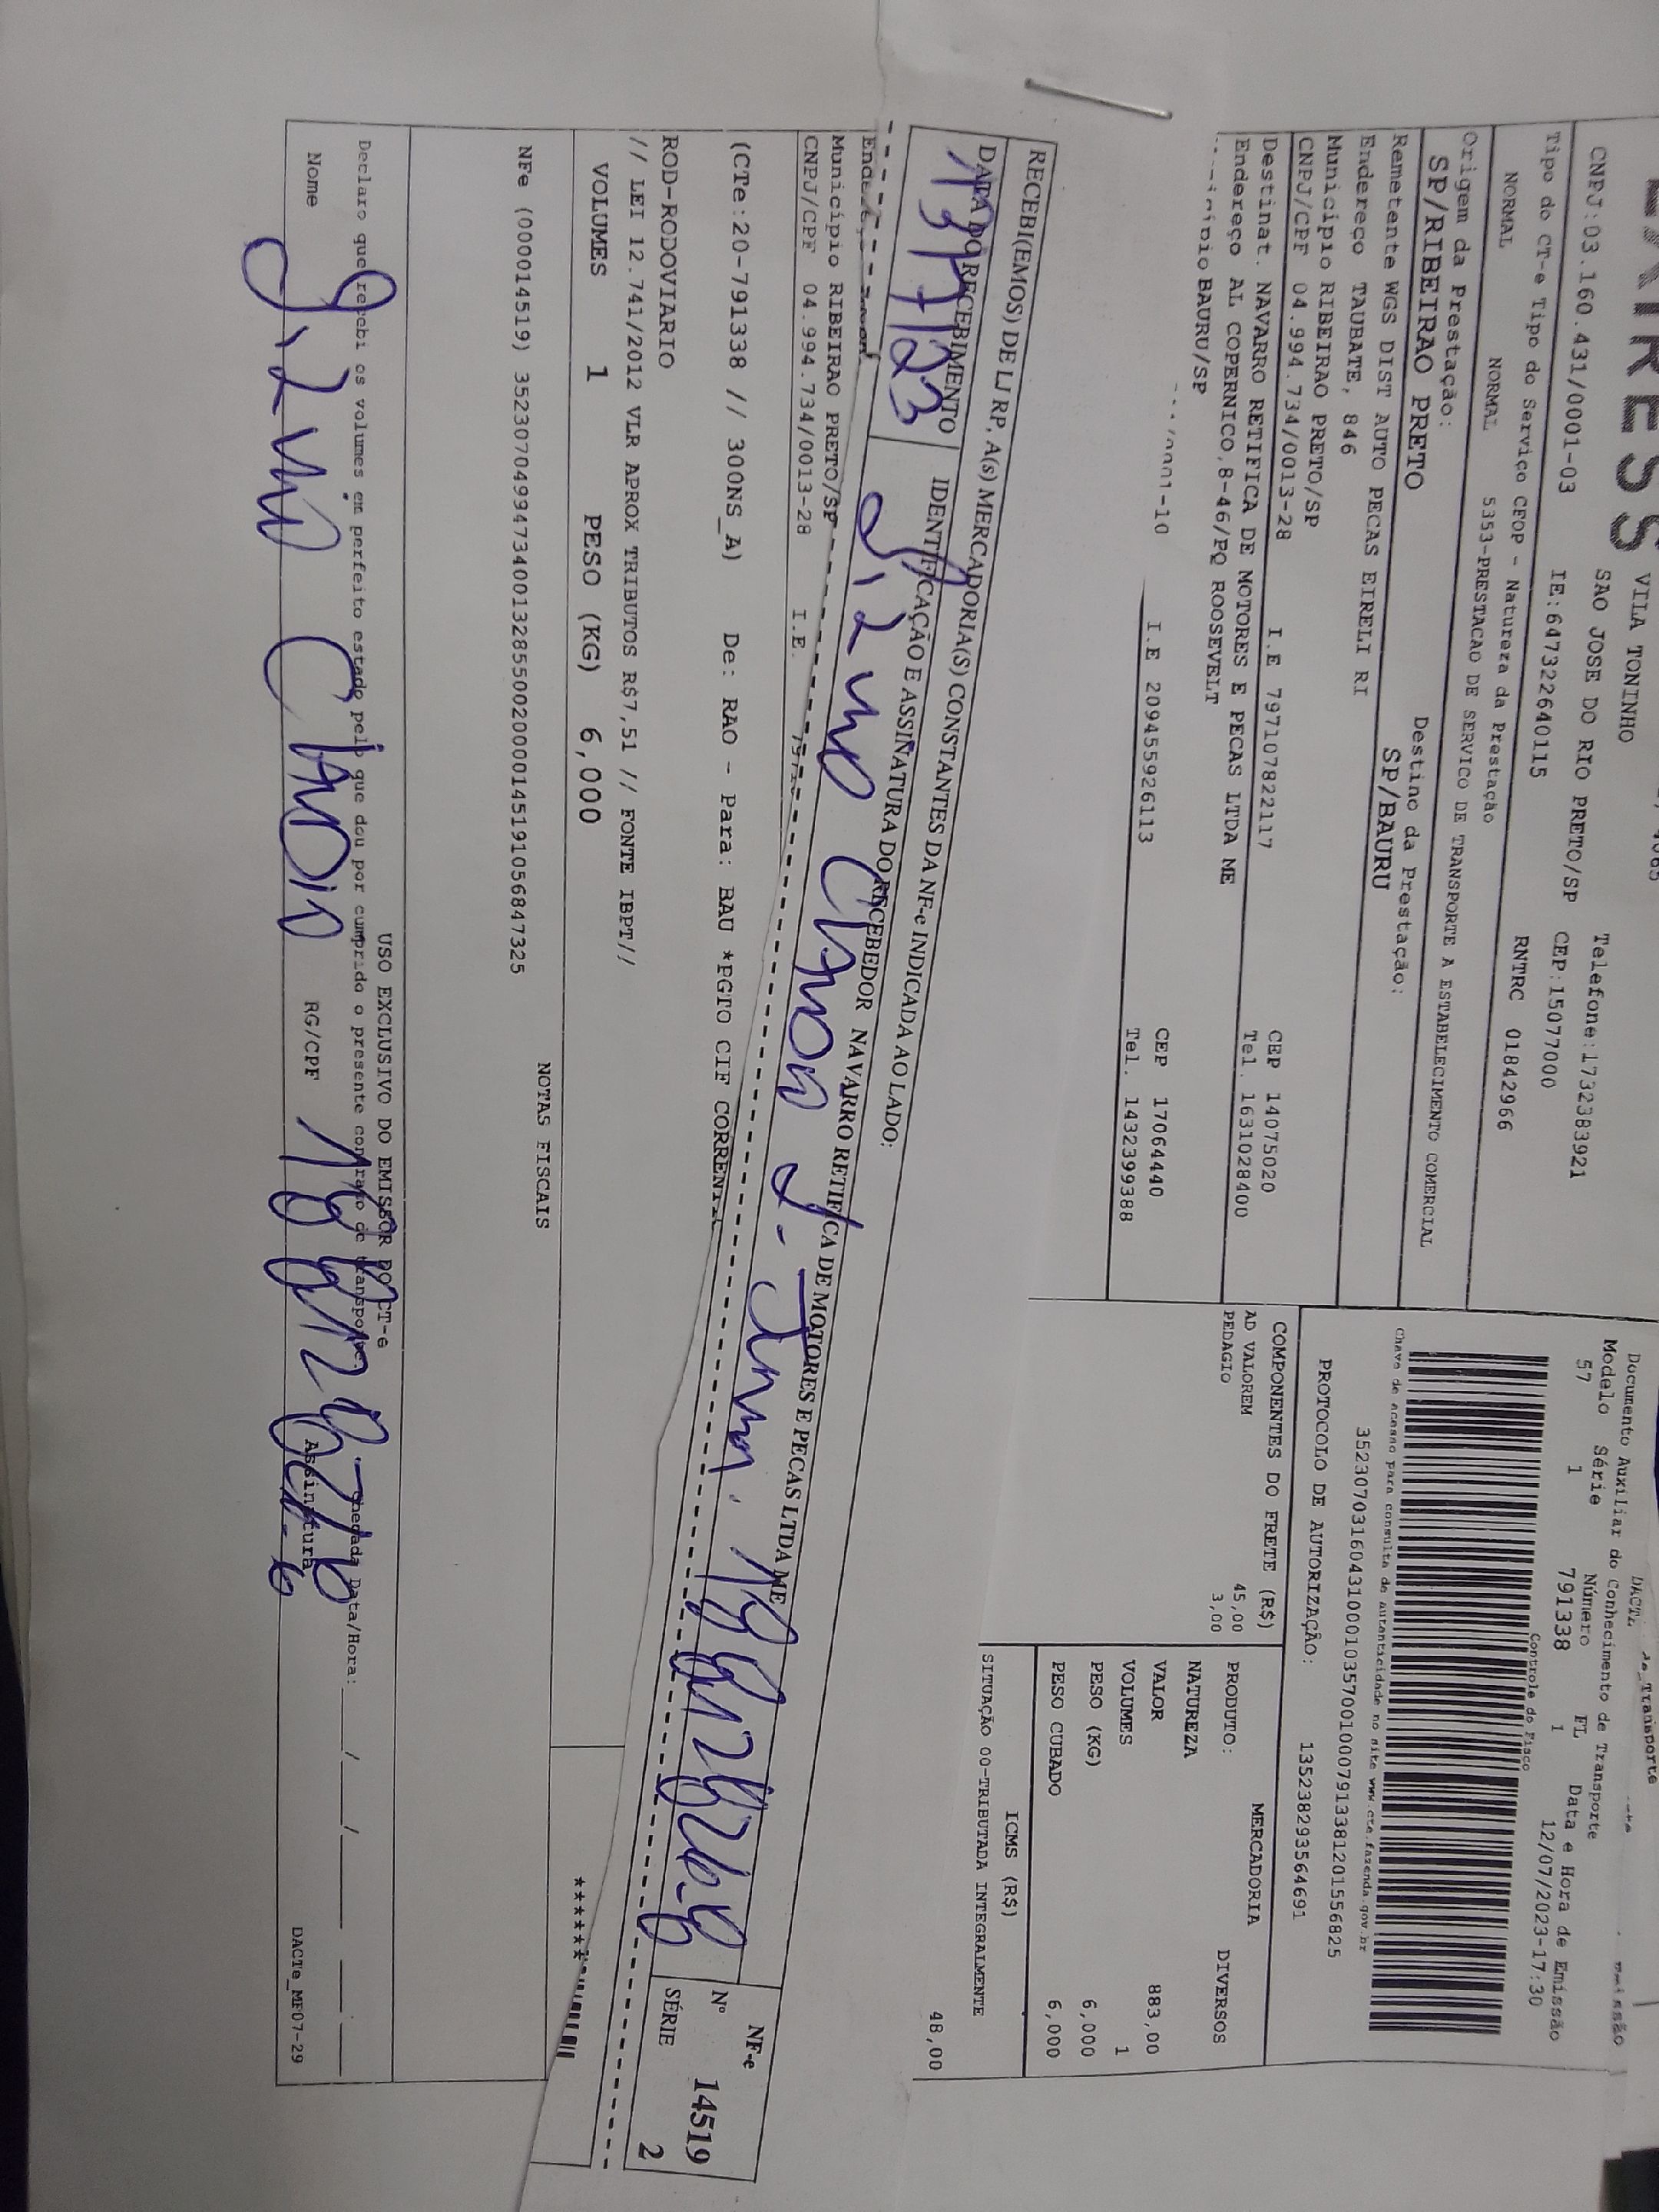 VILA TONINHO
SAO JOSE DO RIO PRETO/SP Telefone:1732383921
CNPJ:03.160.431/0001-03 IE:647322640115 CEP:15077000
Tipo do CT-e Tipo do Serviço CFOP - Natureza da Prestação RNTRC 01842966
NORMAL NORMAL 5353-PRESTACAO DE SERVICO DE TRANSPORTE A ESTABELECIMENTO COMERCIAL
Origem da Prestação: Destino da Prestação:
SP/RIBEIRAO PRETO SP/BAURU
Remetente WGS DIST AUTO PECAS EIRELI RI
Endereço TAUBATE, 846
Município RIBEIRAO PRETO/SP CEP 14075020
CNPJ/CPF 04.994.734/0013-28 I.E 797107822117 Tel. 1631028400
Destinat. NAVARRO RETIFICA DE MOTORES E PECAS LTDA ME
Endereço AL COPERNICO,8-46/PQ ROOSEVELT
BAURU/SP CEP 17064440
/0001-10 I.E 209455926113 Tel. 1432399388
Documento Auxiliar do Conhecimento de Transporte
Modelo Série Número FL Data e Hora de Emissão
57 1 791338 1 12/07/2023-17:30
Controle do Fisco
Chave de acesso para consulta de autenticidade no site www.cte.fazenda.gov.br
35230703160431000103570010007913381201556825
PROTOCOLO DE AUTORIZAÇÃO: 135238293564691
COMPONENTES DO FRETE (R$)
AD VALOREM 45,00
PEDAGIO 3,00
MERCADORIA
PRODUTO: DIVERSOS
NATUREZA
VALOR 883,00
VOLUMES 1
PESO (KG) 6,000
PESO CUBADO 6,000
ICMS (R$)
SITUAÇÃO 00-TRIBUTADA INTEGRALMENTE
48,00
RECEBI(EMOS) DE LJ RP, A(s) MERCADORIA(S) CONSTANTES DA NF-e INDICADA AO LADO:
DATA DO RECEBIMENTO IDENTIFICAÇÃO E ASSINATURA DO RECEBEDOR NAVARRO RETIFICA DE MOTORES E PECAS LTDA ME
13/7/23
NF-e
Nº 14519
SÉRIE 2
Município RIBEIRAO PRETO/SP
CNPJ/CPF 04.994.734/0013-28 I.E.
(CTe:20-791338 // 300NS_A) De: RAO - Para: BAU *PGTO CIF
ROD-RODOVIARIO
// LEI 12.741/2012 VLR APROX TRIBUTOS R$7,51 // FONTE IBPT//
VOLUMES 1 PESO (KG) 6,000
NOTAS FISCAIS
NFe (000014519) 35230704994734001328550020000145191056847325
USO EXCLUSIVO DO EMISSOR DO CT-e
Declaro que recebi os volumes em perfeito estado pelo que dou por cumprido o presente contrato de transporte. Chegada Data/Hora: ____/____/______ ___:___
Nome RG/CPF Assinatura DACTe_MF07-29